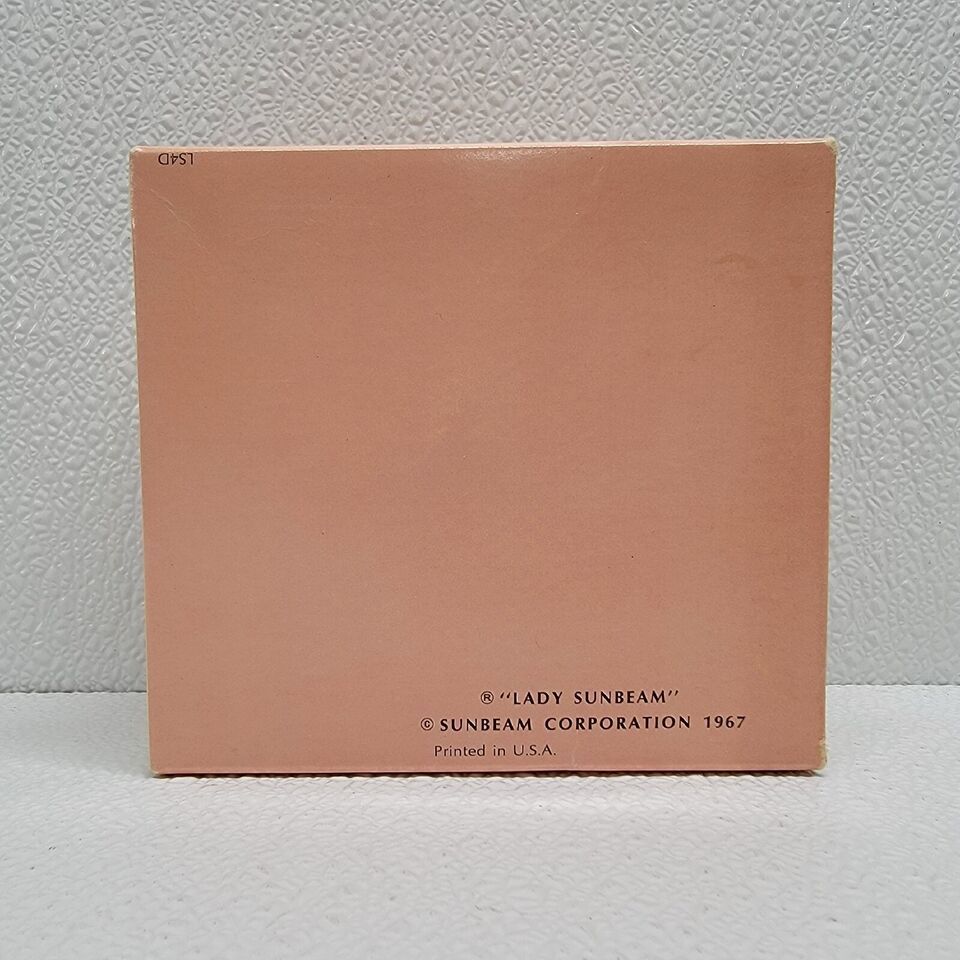 LS4D
® "LADY SUNBEAM"
© SUNBEAM CORPORATION 1967
Printed in U.S.A.